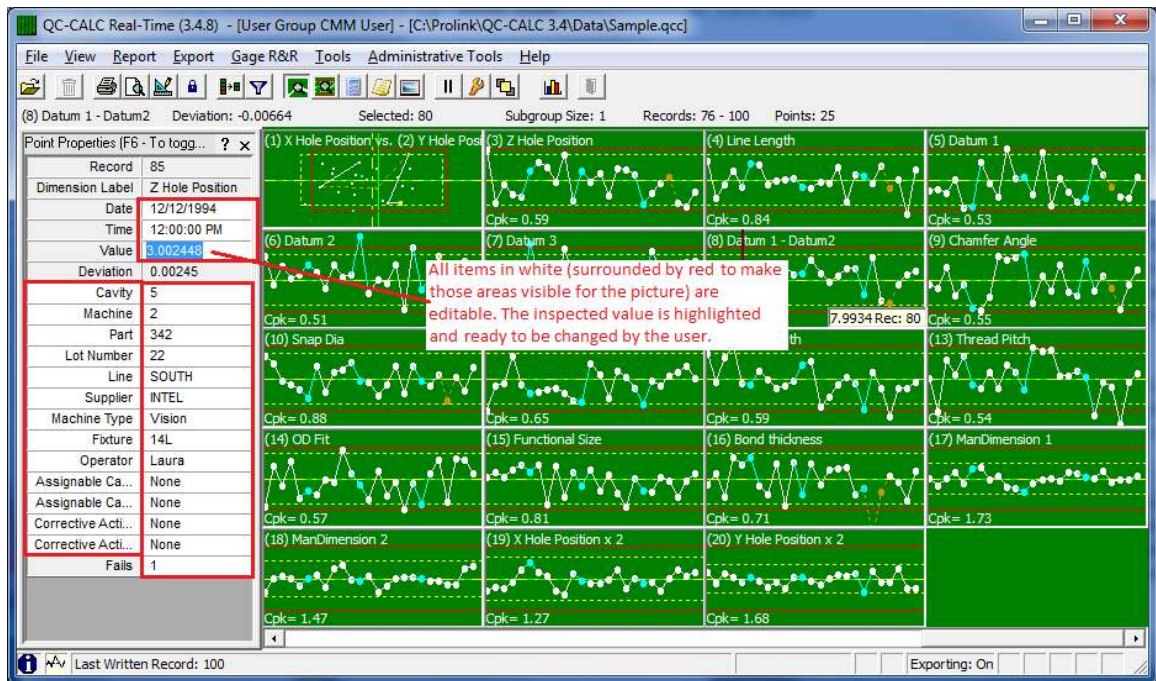 QC-CALC Real-Time (3.4.8) - [User Group CMM User] - [C:\Prolink\QC-CALC 3.4\Data\Sample.qcc]
File View Report Export Gage R&R Tools Administrative Tools Help
(8) Datum 1 - Datum2 Deviation: -0.00664 Selected: 80 Subgroup Size: 1 Records: 76 - 100 Points: 25
Point Properties (F6 - To togg... ? x
Record 85
Dimension Label Z Hole Position
Date 12/12/1994
Time 12:00:00 PM
Value 3.002448
Deviation 0.00245
Cavity 5
Machine 2
Part 342
Lot Number 22
Line SOUTH
Supplier INTEL
Machine Type Vision
Fixture 14L
Operator Laura
Assignable Ca... None
Assignable Ca... None
Corrective Acti... None
Corrective Acti... None
Fails 1
(1) X Hole Position vs. (2) Y Hole Posi
(3) Z Hole Position
Cpk= 0.59
(4) Line Length
Cpk= 0.84
(5) Datum 1
Cpk= 0.53
(6) Datum 2
Cpk= 0.51
(7) Datum 3
(8) Datum 1 - Datum2
7.9934 Rec: 80
(9) Chamfer Angle
Cpk= 0.55
All items in white (surrounded by red to make
those areas visible for the picture) are
editable. The inspected value is highlighted
and ready to be changed by the user.
(10) Snap Dia
Cpk= 0.88
Cpk= 0.65
th
Cpk= 0.59
(13) Thread Pitch
Cpk= 0.54
(14) OD Fit
Cpk= 0.57
(15) Functional Size
Cpk= 0.81
(16) Bond thickness
Cpk= 0.71
(17) ManDimension 1
Cpk= 1.73
(18) ManDimension 2
Cpk= 1.47
(19) X Hole Position x 2
Cpk= 1.27
(20) Y Hole Position x 2
Cpk= 1.68
Last Written Record: 100
Exporting: On